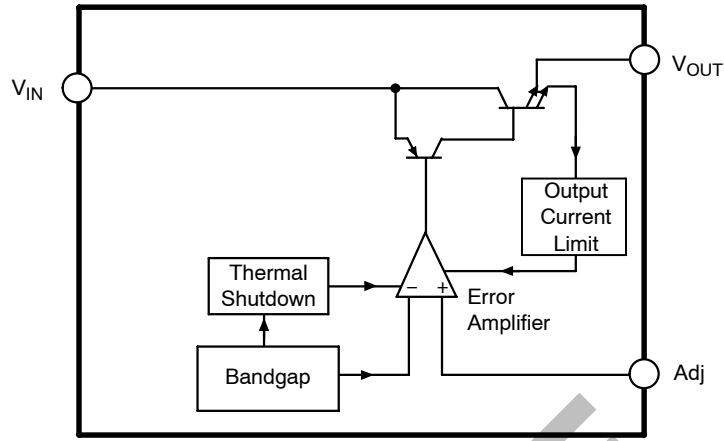 V_IN
V_OUT
Output
Current
Limit
Thermal
Shutdown
− +
Error
Amplifier
Bandgap
Adj